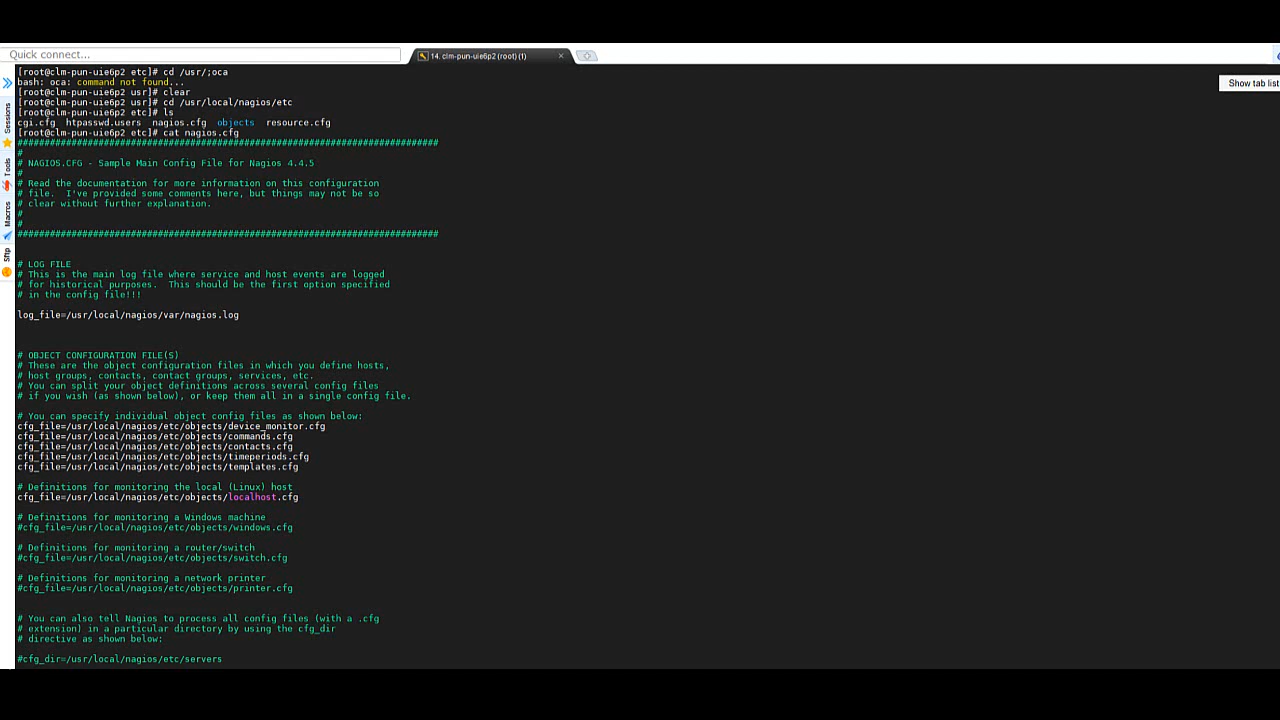 Quick connect...
14. clm-pun-uie6p2 (root) (1)
Show tab list
Sessions
Tools
Macros
Sftp
[root@clm-pun-uie6p2 etc]# cd /usr/;oca
bash: oca: command not found...
[root@clm-pun-uie6p2 usr]# clear
[root@clm-pun-uie6p2 usr]# cd /usr/local/nagios/etc
[root@clm-pun-uie6p2 etc]# ls
cgi.cfg  htpasswd.users  nagios.cfg  objects  resource.cfg
[root@clm-pun-uie6p2 etc]# cat nagios.cfg
##############################################################################
#
# NAGIOS.CFG - Sample Main Config File for Nagios 4.4.5
#
# Read the documentation for more information on this configuration
# file.  I've provided some comments here, but things may not be so
# clear without further explanation.
#
#
##############################################################################
# LOG FILE
# This is the main log file where service and host events are logged
# for historical purposes.  This should be the first option specified
# in the config file!!!
log_file=/usr/local/nagios/var/nagios.log
# OBJECT CONFIGURATION FILE(S)
# These are the object configuration files in which you define hosts,
# host groups, contacts, contact groups, services, etc.
# You can split your object definitions across several config files
# if you wish (as shown below), or keep them all in a single config file.
# You can specify individual object config files as shown below:
cfg_file=/usr/local/nagios/etc/objects/device_monitor.cfg
cfg_file=/usr/local/nagios/etc/objects/commands.cfg
cfg_file=/usr/local/nagios/etc/objects/contacts.cfg
cfg_file=/usr/local/nagios/etc/objects/timeperiods.cfg
cfg_file=/usr/local/nagios/etc/objects/templates.cfg
# Definitions for monitoring the local (Linux) host
cfg_file=/usr/local/nagios/etc/objects/localhost.cfg
# Definitions for monitoring a Windows machine
#cfg_file=/usr/local/nagios/etc/objects/windows.cfg
# Definitions for monitoring a router/switch
#cfg_file=/usr/local/nagios/etc/objects/switch.cfg
# Definitions for monitoring a network printer
#cfg_file=/usr/local/nagios/etc/objects/printer.cfg
# You can also tell Nagios to process all config files (with a .cfg
# extension) in a particular directory by using the cfg_dir
# directive as shown below:
#cfg_dir=/usr/local/nagios/etc/servers